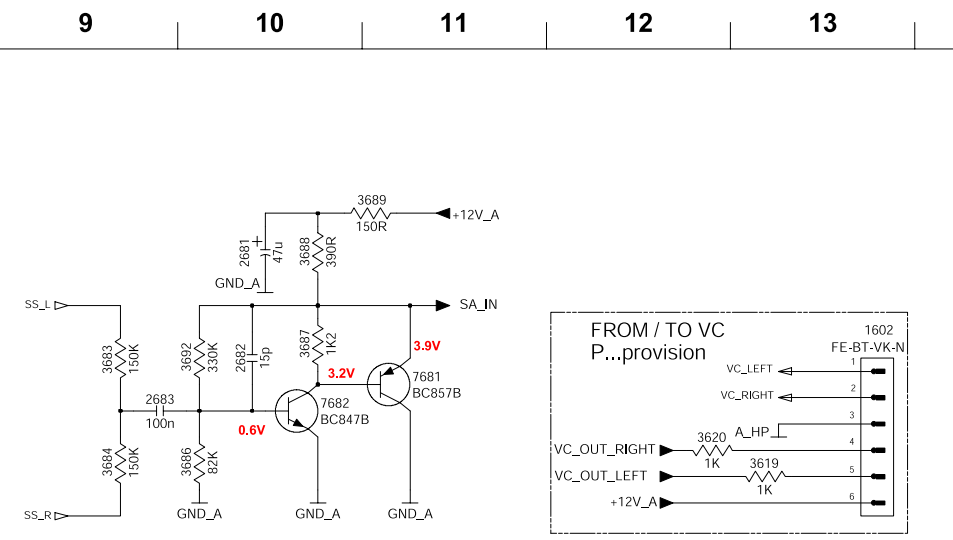 9 10 11 12 13
3689
150R
+12V_A
2681
47u
3688
390R
GND_A
SS_L
SA_IN
3683
150K
3692
330K
2682
15p
3687
1K2
3.9V
3.2V
7681
BC857B
2683
100n
7682
BC847B
0.6V
3684
150K
3686
82K
SS_R
GND_A
GND_A
GND_A
FROM / TO VC
P...provision
1602
FE-BT-VK-N
VC_LEFT
1
VC_RIGHT
2
A_HP
3
VC_OUT_RIGHT
3620
1K
4
VC_OUT_LEFT
3619
1K
5
+12V_A
6